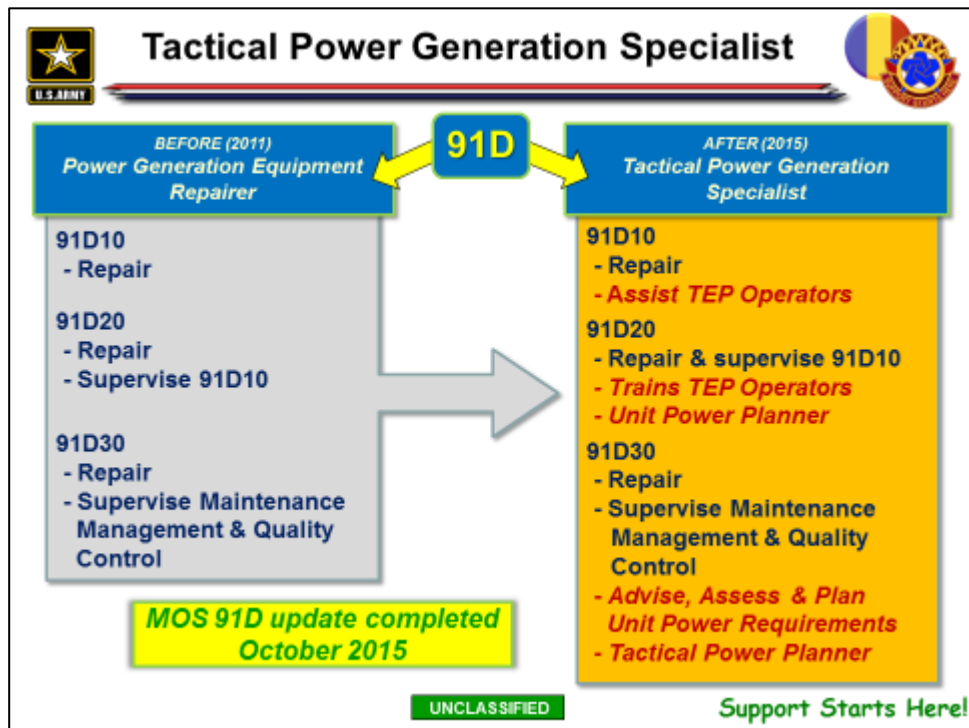 Tactical Power Generation Specialist
U.S.ARMY
91D
BEFORE (2011)
Power Generation Equipment
Repairer
91D10
- Repair
91D20
- Repair
- Supervise 91D10
91D30
- Repair
- Supervise Maintenance
Management & Quality
Control
AFTER (2015)
Tactical Power Generation
Specialist
91D10
- Repair
- Assist TEP Operators
91D20
- Repair & supervise 91D10
- Trains TEP Operators
- Unit Power Planner
91D30
- Repair
- Supervise Maintenance
Management & Quality
Control
- Advise, Assess & Plan
Unit Power Requirements
- Tactical Power Planner
MOS 91D update completed
October 2015
UNCLASSIFIED
Support Starts Here!